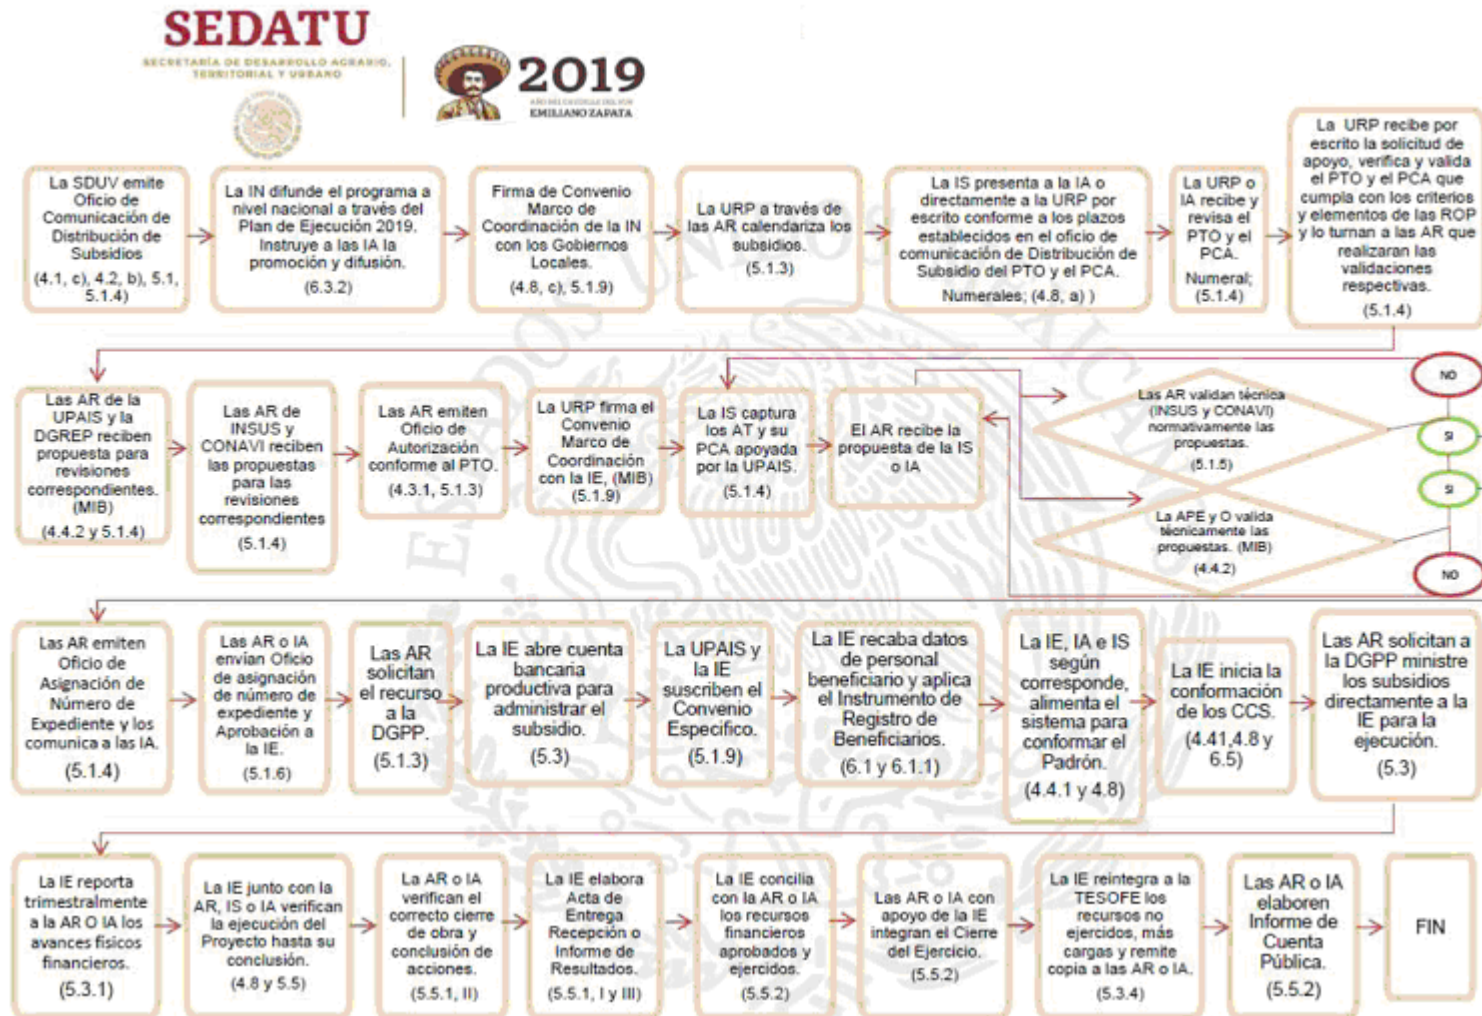 SEDATU
SECRETARÍA DE DESARROLLO AGRARIO,
TERRITORIAL Y URBANO
2019
AÑO DEL CAUDILLO DEL SUR
EMILIANO ZAPATA
La SDUV emite
Oficio de
Comunicación de
Distribución de
Subsidios
(4.1, c), 4.2, b), 5.1,
5.1.4)
La IN difunde el programa a
nivel nacional a través del
Plan de Ejecución 2019.
Instruye a las IA la
promoción y difusión.
(6.3.2)
Firma de Convenio
Marco de
Coordinación de la IN
con los Gobiernos
Locales.
(4.8, c), 5.1.9)
La URP a través de
las AR calendariza los
subsidios.
(5.1.3)
La IS presenta a la IA o
directamente a la URP por
escrito conforme a los plazos
establecidos en el oficio de
comunicación de Distribución de
Subsidio del PTO y el PCA.
Numerales; (4.8, a) )
La URP o
IA recibe y
revisa el
PTO y el
PCA.
Numeral;
(5.1.4)
La URP recibe por
escrito la solicitud de
apoyo, verifica y valida
el PTO y el PCA que
cumpla con los criterios
y elementos de las ROP
y lo turnan a las AR que
realizaran las
validaciones
respectivas.
(5.1.4)
Las AR de la
UPAIS y la
DGREP reciben
propuesta para
revisiones
correspondientes.
(MIB)
(4.4.2 y 5.1.4)
Las AR de
INSUS y
CONAVI reciben
las propuestas
para las
revisiones
correspondientes
(5.1.4)
Las AR emiten
Oficio de
Autorización
conforme al PTO.
(4.3.1, 5.1.3)
La URP firma el
Convenio
Marco de
Coordinación
con la IE, (MIB)
(5.1.9)
La IS captura
los AT y su
PCA apoyada
por la UPAIS.
(5.1.4)
El AR recibe la
propuesta de la IS
o IA
Las AR validan técnica
(INSUS y CONAVI)
normativamente las
propuestas.
(5.1.5)
La APE y O valida
técnicamente las
propuestas. (MIB)
(4.4.2)
NO
SI
SI
NO
Las AR emiten
Oficio de
Asignación de
Número de
Expediente y los
comunica a las IA.
(5.1.4)
Las AR o IA
envían Oficio
de asignación
de número de
expediente y
Aprobación a
la IE.
(5.1.6)
Las AR
solicitan
el recurso
a la
DGPP.
(5.1.3)
La IE abre cuenta
bancaria
productiva para
administrar el
subsidio.
(5.3)
La UPAIS y
la IE
suscriben el
Convenio
Especifico.
(5.1.9)
La IE recaba datos
de personal
beneficiario y aplica
el Instrumento de
Registro de
Beneficiarios.
(6.1 y 6.1.1)
La IE, IA e IS
según
corresponde,
alimenta el
sistema para
conformar el
Padrón.
(4.4.1 y 4.8)
La IE inicia la
conformación
de los CCS.
(4.41,4.8 y
6.5)
Las AR solicitan a
la DGPP ministre
los subsidios
directamente a la
IE para la
ejecución.
(5.3)
La IE reporta
trimestralmente
a la AR O IA los
avances físicos
financieros.
(5.3.1)
La IE junto con la
AR, IS o IA verifican
la ejecución del
Proyecto hasta su
conclusión.
(4.8 y 5.5)
La AR o IA
verifican el
correcto cierre
de obra y
conclusión de
acciones.
(5.5.1, II)
La IE elabora
Acta de
Entrega
Recepción o
Informe de
Resultados.
(5.5.1, I y III)
La IE concilia
con la AR o IA
los recursos
financieros
aprobados y
ejercidos.
(5.5.2)
Las AR o IA con
apoyo de la IE
integran el Cierre
del Ejercicio.
(5.5.2)
La IE reintegra a la
TESOFE los
recursos no
ejercidos, más
cargas y remite
copia a las AR o IA.
(5.3.4)
Las AR o IA
elaboren
Informe de
Cuenta
Pública.
(5.5.2)
FIN